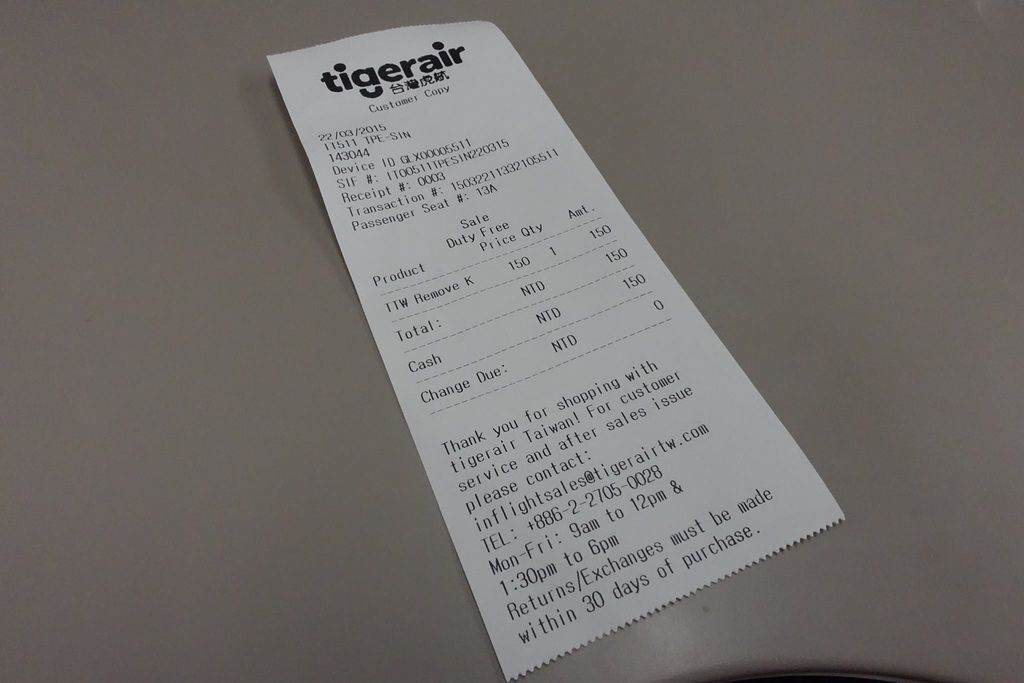 tigerair
台灣虎航
Customer Copy
22/03/2015
IT511 TPE-SIN
143044
Device ID GLX00005511
SIF #: IT00511TPESIN220315
Receipt #: 0003
Transaction #: 15032211332105511
Passenger Seat #: 13A
Sale
Duty Free
Product Price Qty Amt.
TTW Remove K 150 1 150
Total: NTD 150
Cash NTD 150
Change Due: NTD 0
Thank you for shopping with
tigerair Taiwan! For customer
service and after sales issue
please contact:
inflightsales@tigerairtw.com
TEL: +886-2-2705-0028
Mon-Fri: 9am to 12pm &
1:30pm to 6pm
Returns/Exchanges must be made
within 30 days of purchase.